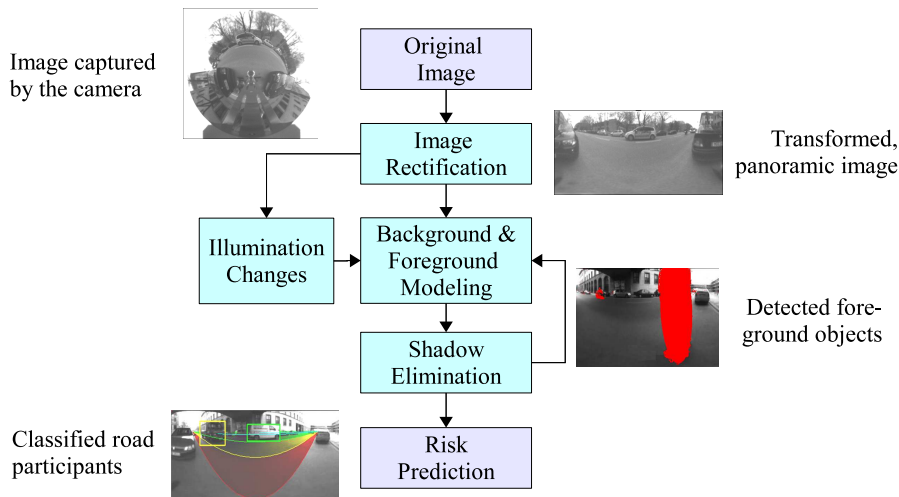 Image captured
by the camera
Original
Image
Image
Rectification
Transformed,
panoramic image
Illumination
Changes
Background &
Foreground
Modeling
Detected fore-
ground objects
Shadow
Elimination
Classified road
participants
Risk
Prediction